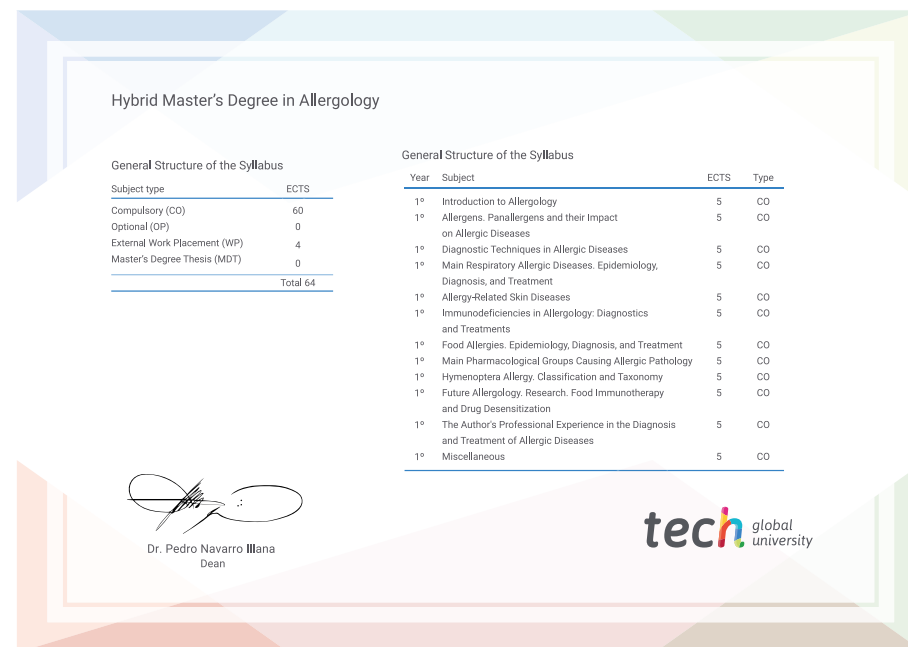 Hybrid Master's Degree in Allergology
General Structure of the Syllabus
Subject type ECTS
Compulsory (CO) 60
Optional (OP) 0
External Work Placement (WP) 4
Master's Degree Thesis (MDT) 0
Total 64
General Structure of the Syllabus
Year Subject ECTS Type
1º Introduction to Allergology 5 CO
1º Allergens. Panallergens and their Impact 5 CO
on Allergic Diseases
1º Diagnostic Techniques in Allergic Diseases 5 CO
1º Main Respiratory Allergic Diseases. Epidemiology, 5 CO
Diagnosis, and Treatment
1º Allergy-Related Skin Diseases 5 CO
1º Immunodeficiencies in Allergology: Diagnostics 5 CO
and Treatments
1º Food Allergies. Epidemiology, Diagnosis, and Treatment 5 CO
1º Main Pharmacological Groups Causing Allergic Pathology 5 CO
1º Hymenoptera Allergy. Classification and Taxonomy 5 CO
1º Future Allergology. Research. Food Immunotherapy 5 CO
and Drug Desensitization
1º The Author's Professional Experience in the Diagnosis 5 CO
and Treatment of Allergic Diseases
1º Miscellaneous 5 CO
Dr. Pedro Navarro Illana
Dean
tech global
university